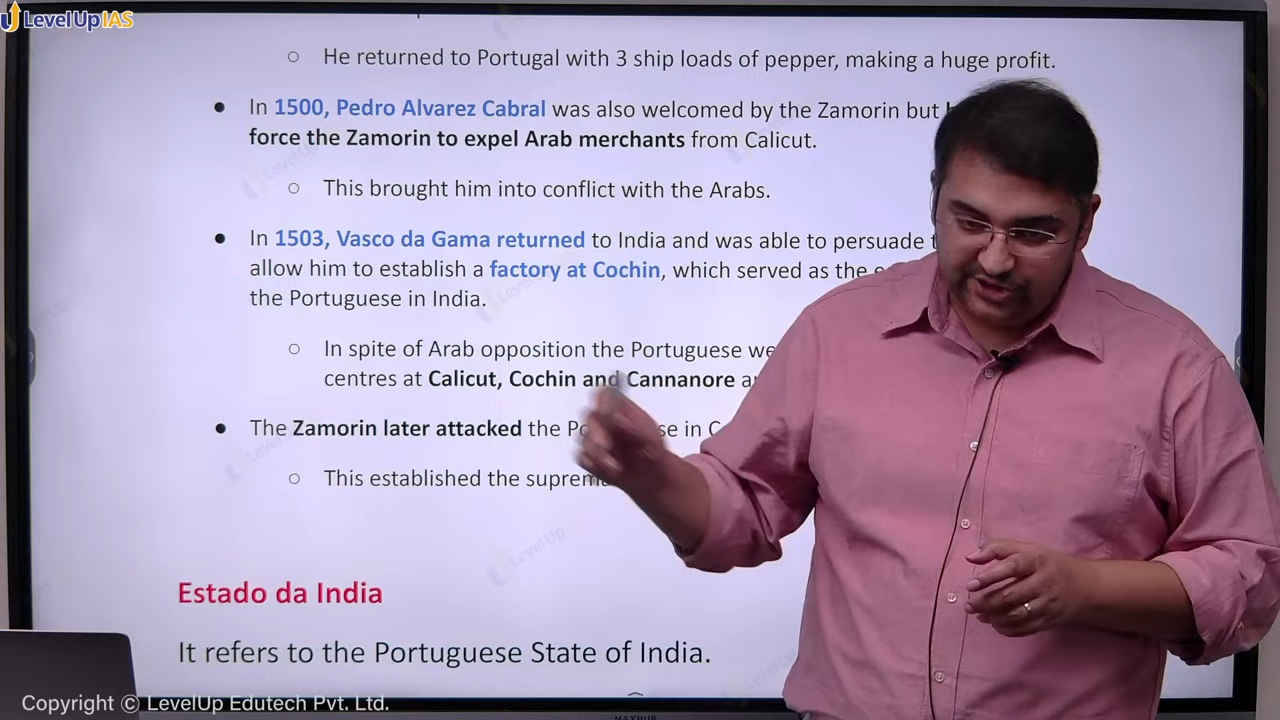 LevelUp IAS
○ He returned to Portugal with 3 ship loads of pepper, making a huge profit.
● In 1500, Pedro Alvarez Cabral was also welcomed by the Zamorin but
force the Zamorin to expel Arab merchants from Calicut.
○ This brought him into conflict with the Arabs.
● In 1503, Vasco da Gama returned to India and was able to persuade
allow him to establish a factory at Cochin, which served as the
the Portuguese in India.
○ In spite of Arab opposition the Portuguese
centres at Calicut, Cochin and Cannanore
● The Zamorin later attacked the in
○ This established the
Estado da India
It refers to the Portuguese State of India.
Copyright © LevelUp Edutech Pvt. Ltd.
MAXHUB